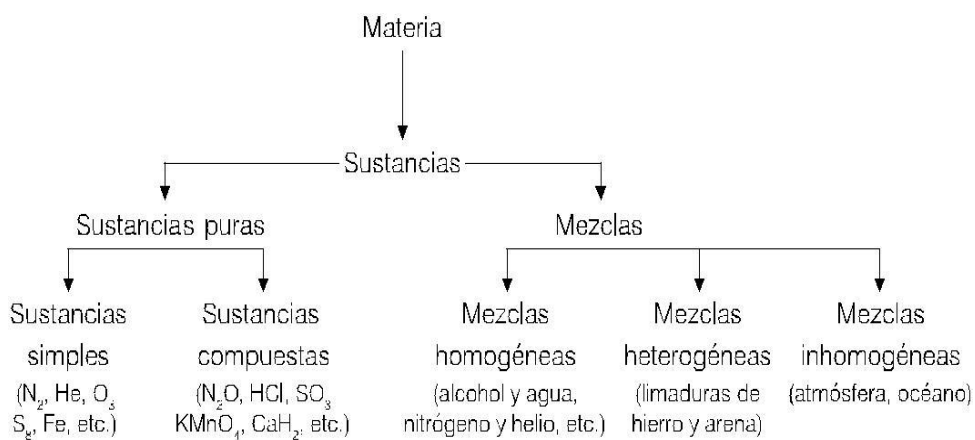 Materia
Sustancias
Sustancias puras
Mezclas
Sustancias
simples
(N₂, He, O₃
S₈, Fe, etc.)
Sustancias
compuestas
(N₂O, HCl, SO₃
KMnO₄, CaH₂, etc.)
Mezclas
homogéneas
(alcohol y agua,
nitrógeno y helio, etc.)
Mezclas
heterogéneas
(limaduras de
hierro y arena)
Mezclas
inhomogéneas
(atmósfera, océano)